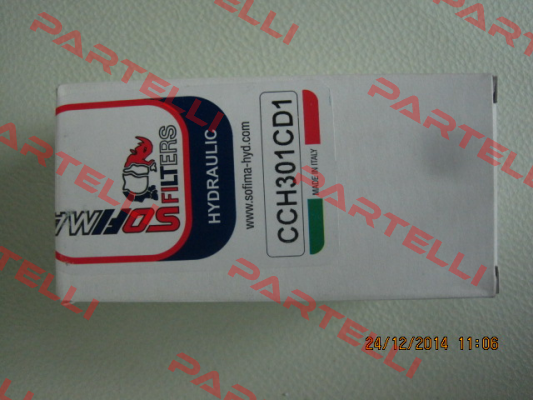 SOFIMA
FILTERS
HYDRAULIC
www.sofima-hyd.com
CCH301CD1
MADE IN ITALY
24/12/2014 11:06
PARTELLI
PARTELLI
PARTELLI
PARTELLI
PARTELLI
PARTELLI